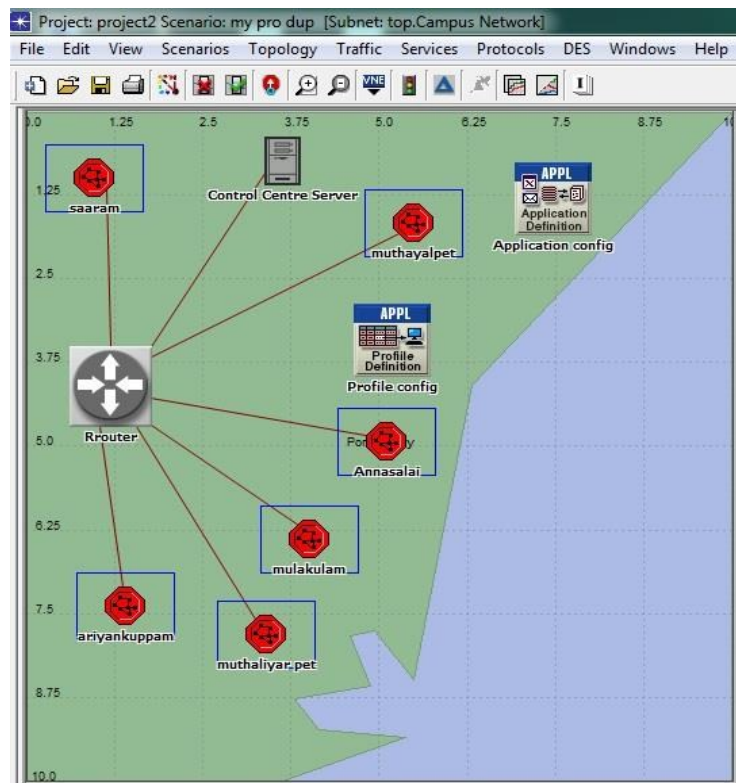 Project: project2 Scenario: my pro dup [Subnet: top.Campus Network]
File Edit View Scenarios Topology Traffic Services Protocols DES Windows Help
VNE
0.0 1.25 2.5 3.75 5.0 6.25 7.5 8.75
saaram
Control Centre Server
muthayalpet
APPL
Application
Definition
Application config
1.25
2.5
APPL
Profile
Definition
Profile config
3.75
Rrouter
5.0
Annasalai
6.25
mulakulam
7.5
ariyankuppam
muthaliyar pet
8.75
10.0